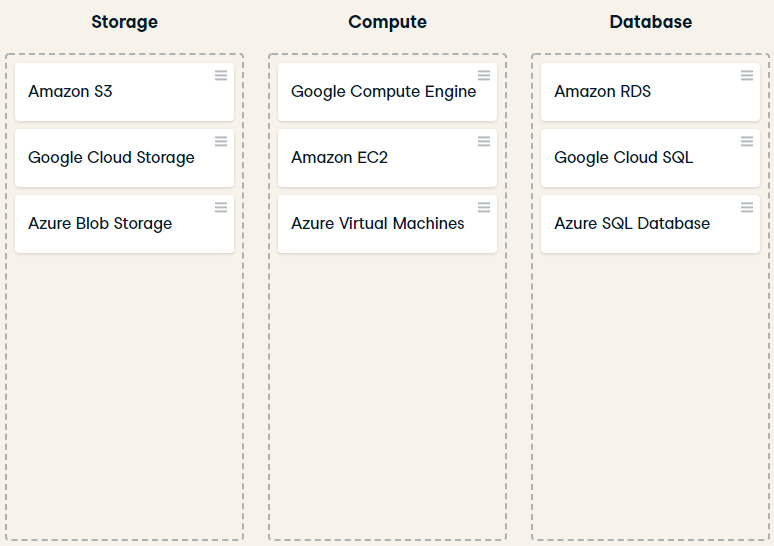 Storage
Amazon S3
Google Cloud Storage
Azure Blob Storage
Compute
Google Compute Engine
Amazon EC2
Azure Virtual Machines
Database
Amazon RDS
Google Cloud SQL
Azure SQL Database